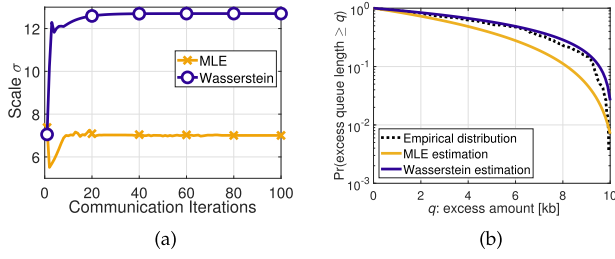 12
10
8
6
Scale σ
MLE
Wasserstein
0 20 40 60 80 100
Communication Iterations
(a)
10⁰
10⁻¹
10⁻²
10⁻³
Pr(excess queue length ≥ q)
Empirical distribution
MLE estimation
Wasserstein estimation
0 2 4 6 8 10
q: excess amount [kb]
(b)